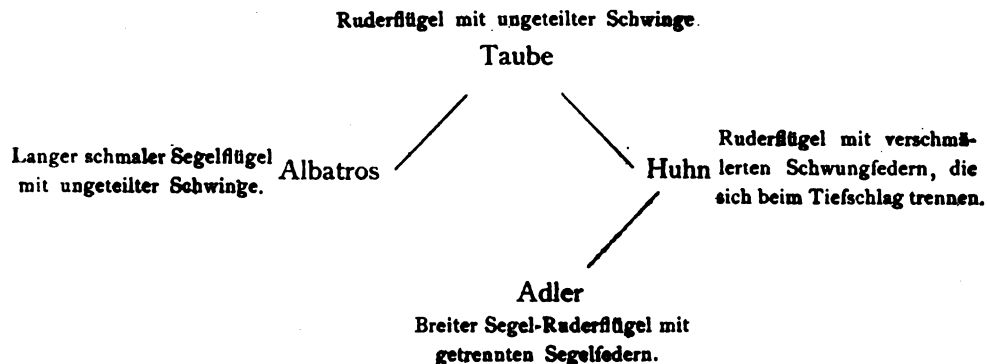 Ruderflügel mit ungeteilter Schwinge.
Taube
Langer schmaler Segelflügel
mit ungeteilter Schwinge.
Albatros
Huhn
Ruderflügel mit verschmä-
lerten Schwungfedern, die
sich beim Tiefschlag trennen.
Adler
Breiter Segel-Ruderflügel mit
getrennten Segelfedern.